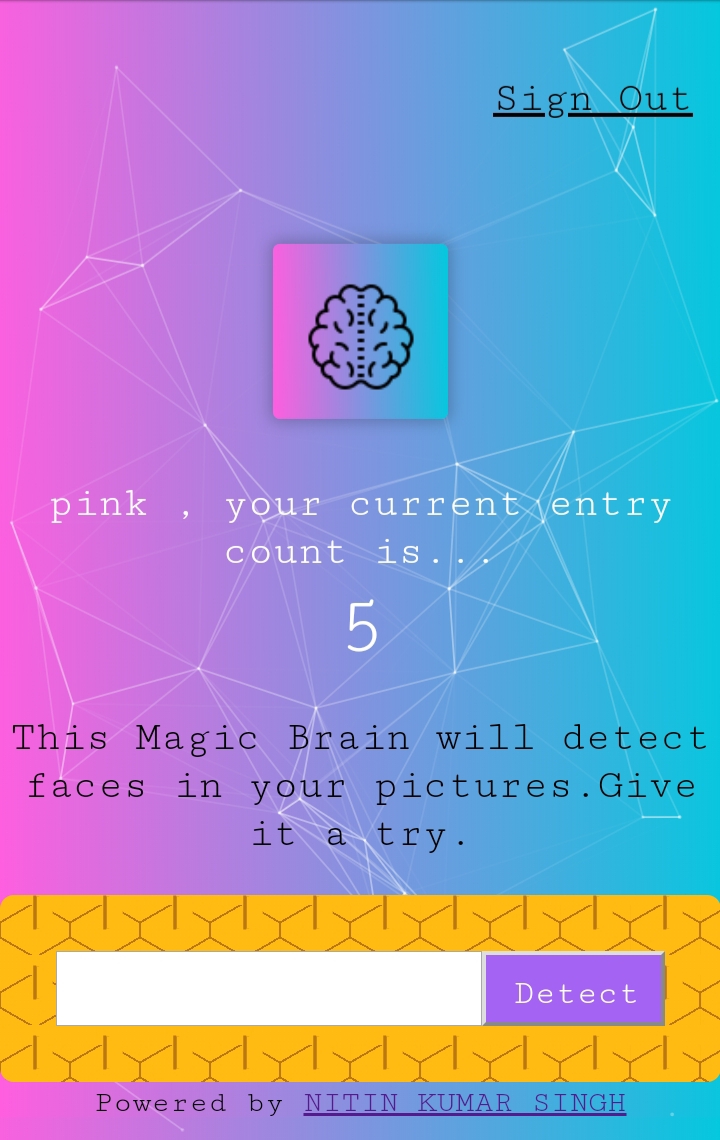 Sign Out
pink , your current entry
count is...
5
This Magic Brain will detect
faces in your pictures.Give
it a try.
Detect
Powered by NITIN KUMAR SINGH